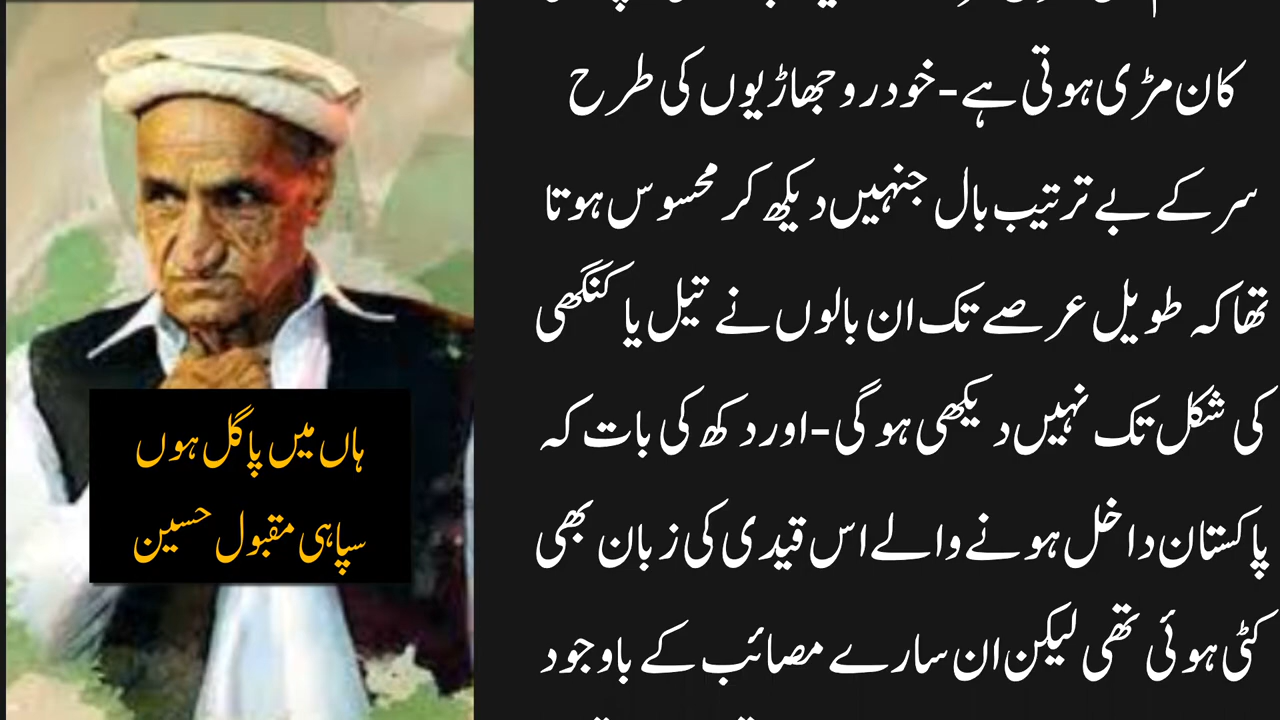 کان مڑی ہوتی ہے-خودرو جھاڑیوں کی طرح
سر کے بے ترتیب بال جنہیں دیکھ کر محسوس ہوتا
تھا کہ طویل عرصے تک ان بالوں نے تیل یا کنگھی
کی شکل تک نہیں دیکھی ہو گی-اور دکھ کی بات کہ
پاکستان داخل ہونے والے اس قیدی کی زبان بھی
کٹی ہوئی تھی لیکن ان سارے مصائب کے باوجود
ہاں میں پاگل ہوں
سپاہی مقبول حسین